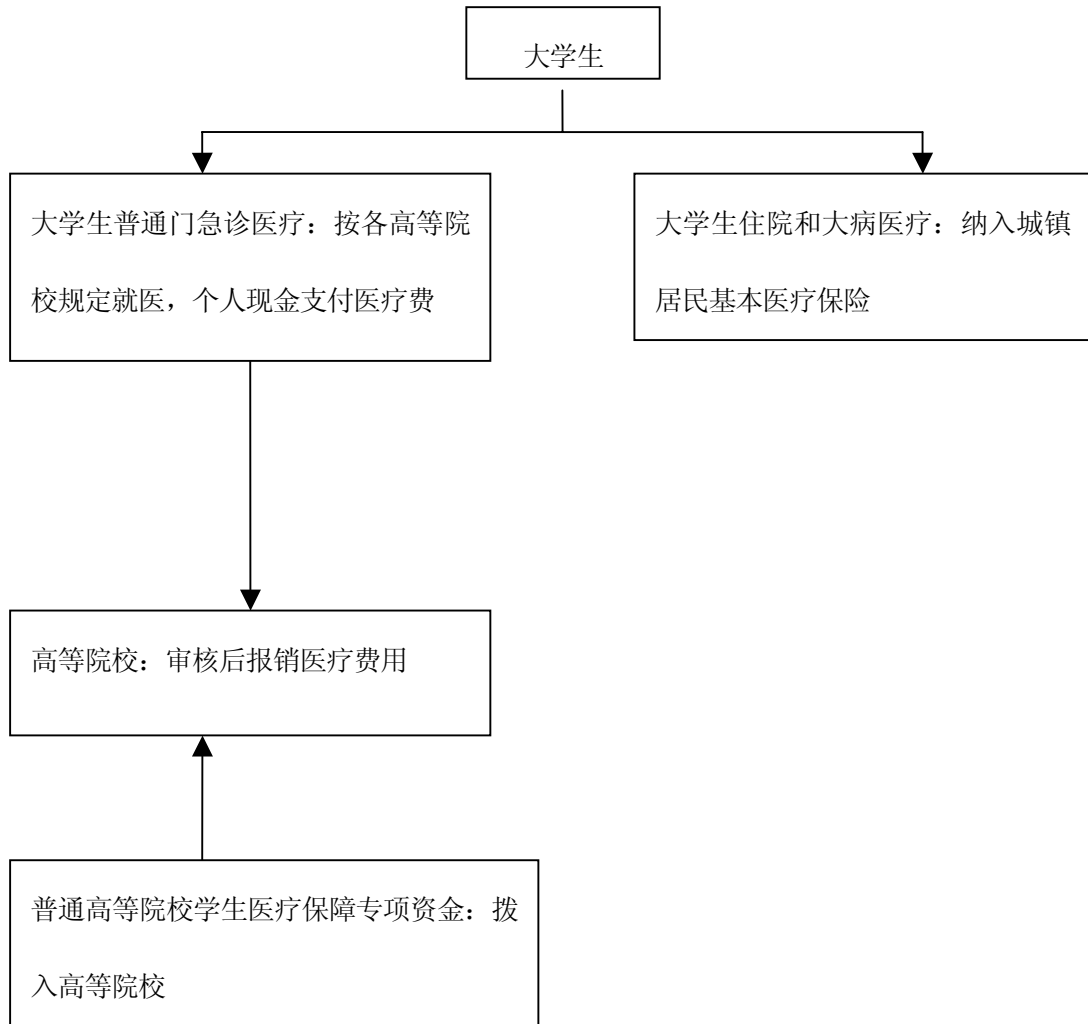 大学生
大学生普通门急诊医疗：按各高等院
校规定就医，个人现金支付医疗费
大学生住院和大病医疗：纳入城镇
居民基本医疗保险
高等院校：审核后报销医疗费用
普通高等院校学生医疗保障专项资金：拨
入高等院校